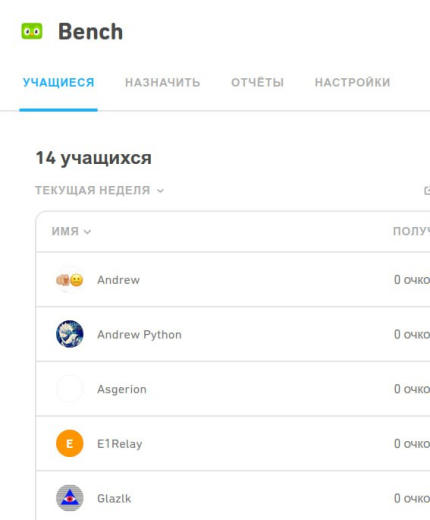 Bench
УЧАЩИЕСЯ НАЗНАЧИТЬ ОТЧЁТЫ НАСТРОЙКИ
14 учащихся
ТЕКУЩАЯ НЕДЕЛЯ
ИМЯ ПОЛУЧ
Andrew 0 очко
Andrew Python 0 очко
Asgerion 0 очко
E E1Relay 0 очко
Glazlk 0 очко